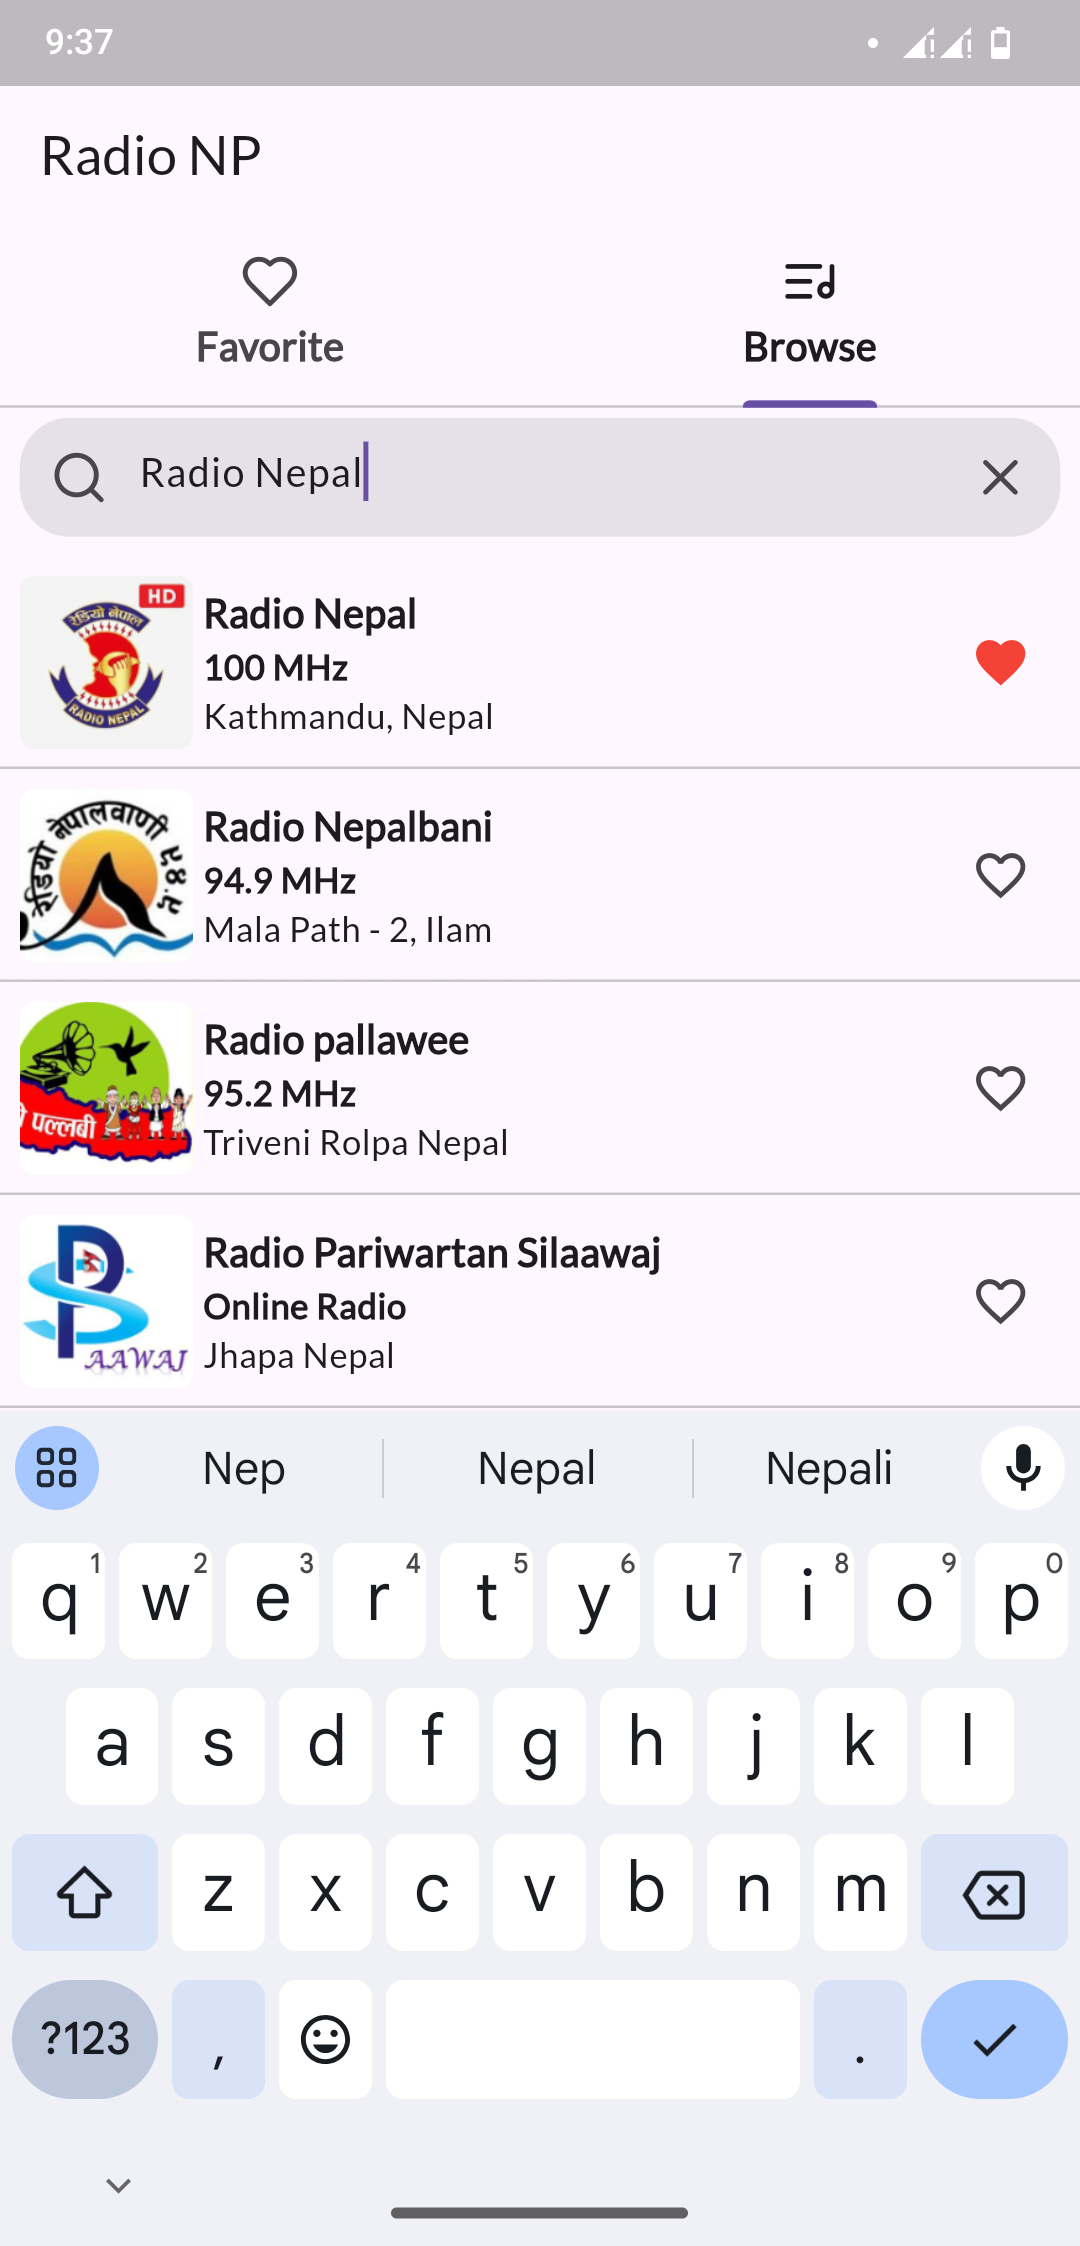 9:37
Radio NP
Favorite
Browse
Radio Nepal
HD
रेडियो नेपाल
RADIO NEPAL
Radio Nepal
100 MHz
Kathmandu, Nepal
रेडियो नेपालवाणी ९४.९
Radio Nepalbani
94.9 MHz
Mala Path - 2, Ilam
पल्लबी
Radio pallawee
95.2 MHz
Triveni Rolpa Nepal
AAWAJ
Radio Pariwartan Silaawaj
Online Radio
Jhapa Nepal
Nep Nepal Nepali
q 1 w 2 e 3 r 4 t 5 y 6 u 7 i 8 o 9 p 0
a s d f g h j k l
z x c v b n m
?123 , .